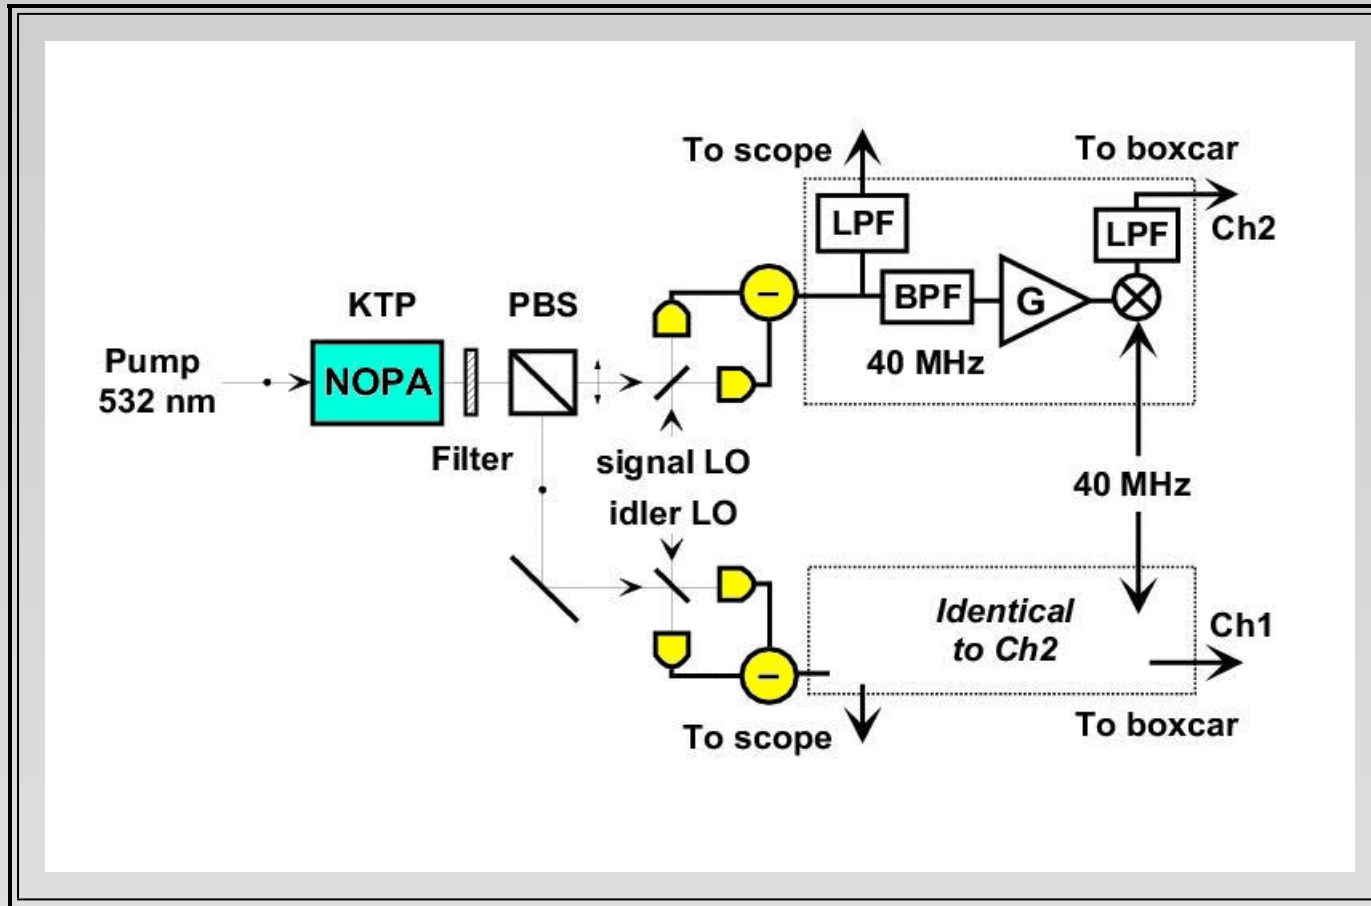 To scope
To boxcar
LPF
LPF
Ch2
KTP
PBS
−
BPF
G
Pump
532 nm
NOPA
40 MHz
Filter
signal LO
idler LO
40 MHz
Identical
to Ch2
Ch1
−
To scope
To boxcar